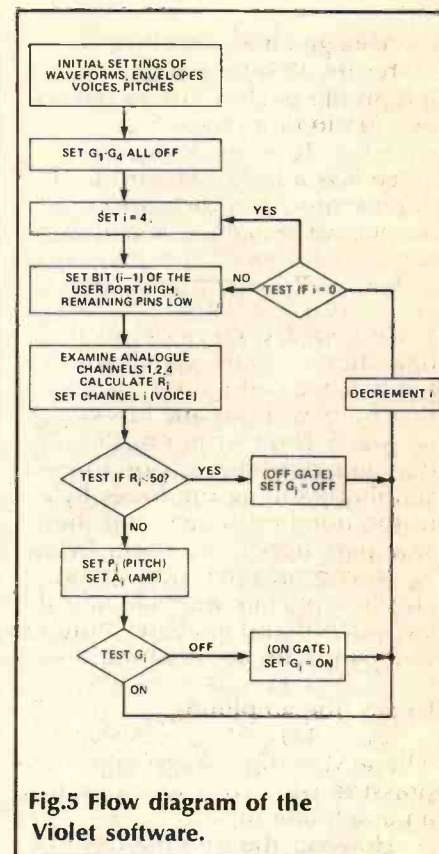 INITIAL SETTINGS OF
WAVEFORMS, ENVELOPES
VOICES, PITCHES
SET G₁-G₄ ALL OFF
SET i = 4.
YES
SET BIT (i-1) OF THE
USER PORT HIGH,
REMAINING PINS LOW
NO
TEST IF i = 0
EXAMINE ANALOGUE
CHANNELS 1,2,4
CALCULATE Rᵢ
SET CHANNEL i (VOICE)
DECREMENT i
TEST IF Rᵢ<50?
YES
(OFF GATE)
SET Gᵢ = OFF
NO
SET Pᵢ (PITCH)
SET Aᵢ (AMP)
TEST Gᵢ
OFF
(ON GATE)
SET Gᵢ = ON
ON
Fig.5 Flow diagram of the
Violet software.